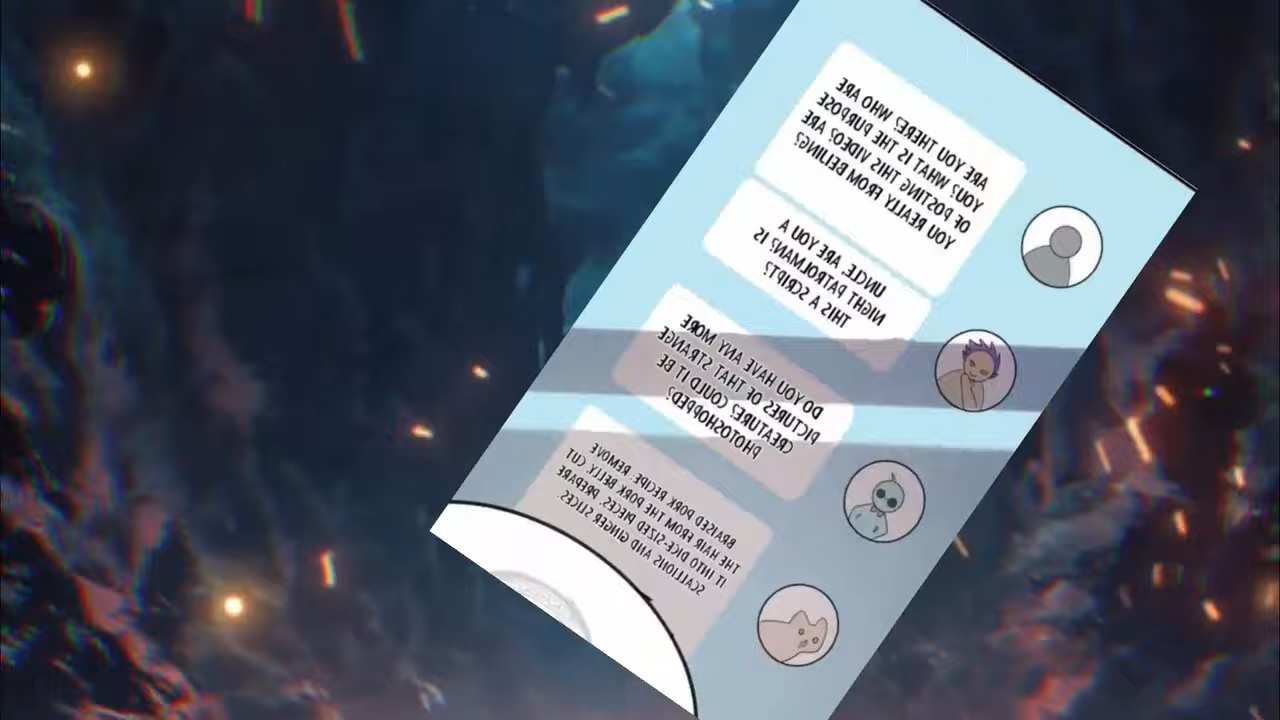 ARE YOU THERE? WHO ARE
YOU? WHAT IS THE PURPOSE
OF POSTING THIS VIDEO? ARE
YOU REALLY FROM BEIJING?
UNCLE, ARE YOU A
NIGHT PATROLMAN? IS
THIS A SCRIPT?
DO YOU HAVE ANY MORE
PICTURES OF THAT STRANGE
CREATURE? COULD IT BE
PHOTOSHOPPED?
BRAISED PORK RECIPE: REMOVE
THE HAIR FROM THE PORK BELLY, CUT
IT INTO DICE-SIZED PIECES, PREPARE
SCALLIONS AND GINGER SLICES.